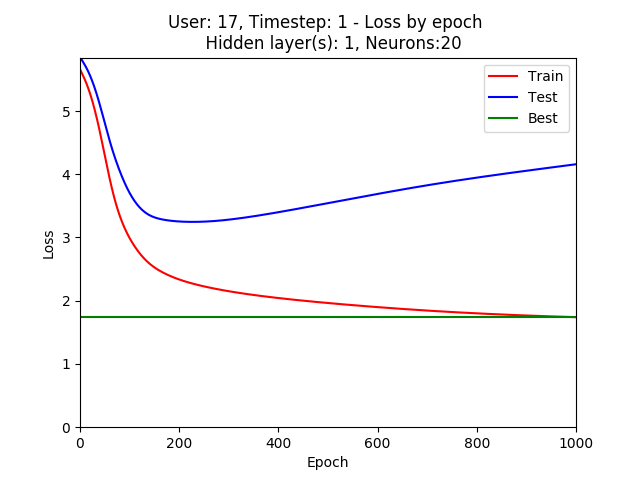 User: 17, Timestep: 1 - Loss by epoch
Hidden layer(s): 1, Neurons:20
Train
Test
Best
5
4
3
2
1
0
Loss
0 200 400 600 800 1000
Epoch